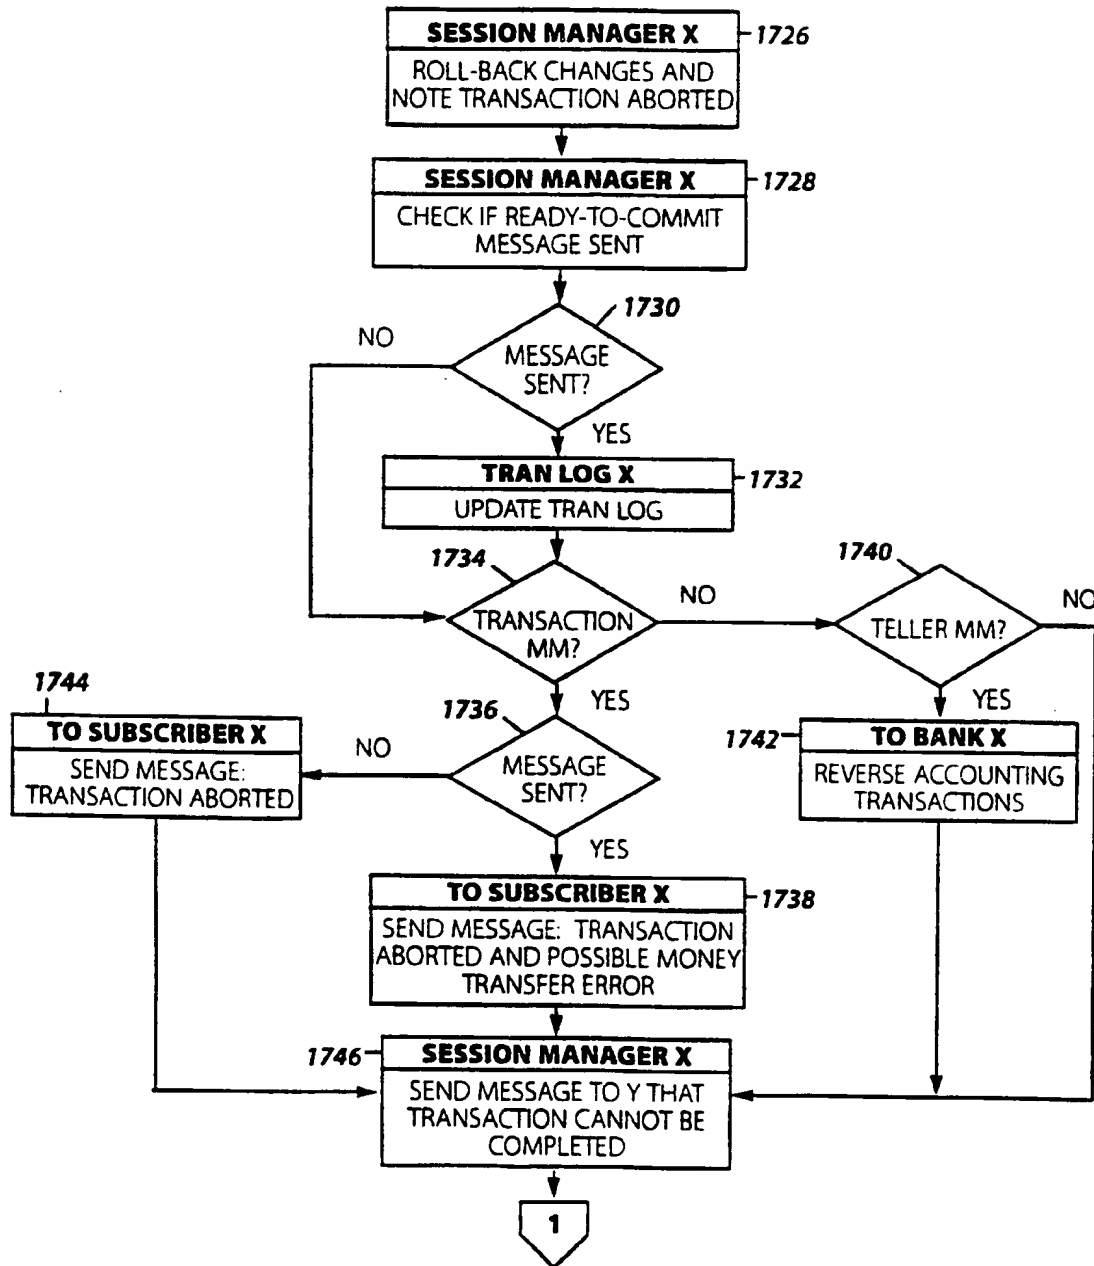 SESSION MANAGER X
1726
ROLL-BACK CHANGES AND
NOTE TRANSACTION ABORTED
SESSION MANAGER X
1728
CHECK IF READY-TO-COMMIT
MESSAGE SENT
1730
NO
MESSAGE
SENT?
YES
TRAN LOG X
1732
UPDATE TRAN LOG
1734
TRANSACTION
MM?
NO
1740
TELLER MM?
NO
YES
YES
1744
TO SUBSCRIBER X
SEND MESSAGE:
TRANSACTION ABORTED
1736
NO
MESSAGE
SENT?
1742
TO BANK X
REVERSE ACCOUNTING
TRANSACTIONS
YES
TO SUBSCRIBER X
1738
SEND MESSAGE: TRANSACTION
ABORTED AND POSSIBLE MONEY
TRANSFER ERROR
1746
SESSION MANAGER X
SEND MESSAGE TO Y THAT
TRANSACTION CANNOT BE
COMPLETED
1